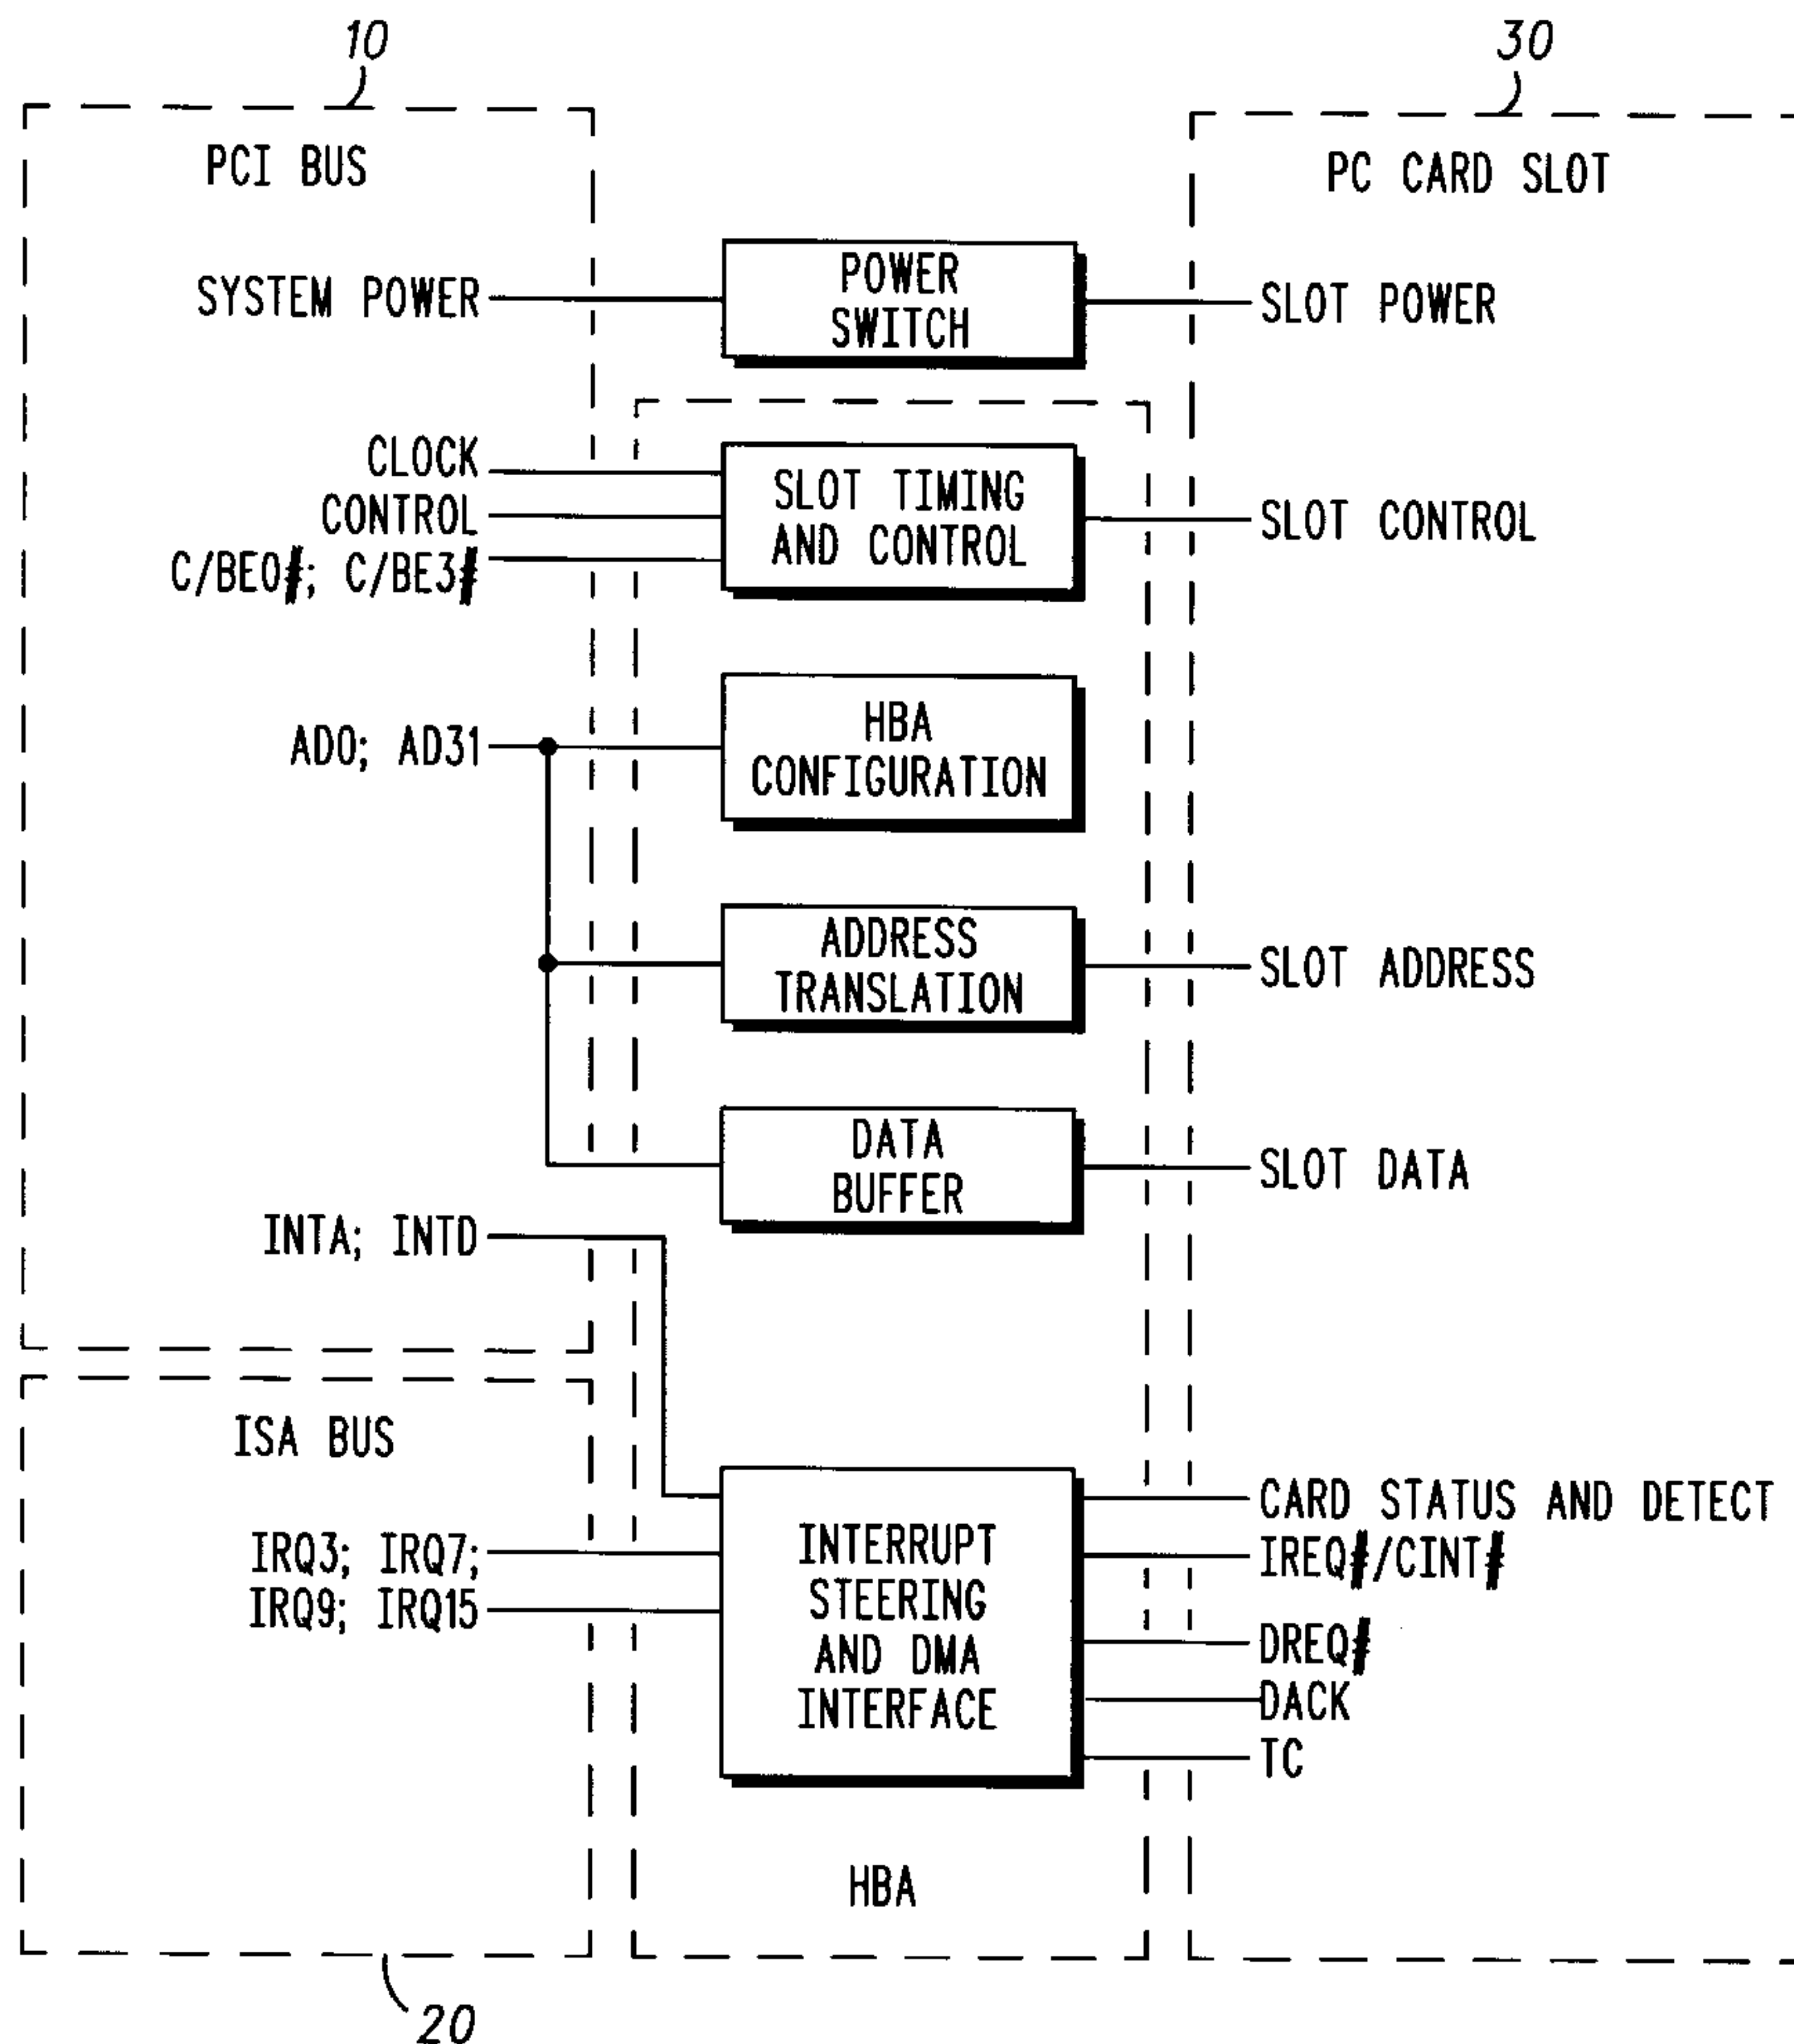 10
30
PCI BUS
PC CARD SLOT
SYSTEM POWER
POWER
SWITCH
SLOT POWER
CLOCK
CONTROL
C/BE0#; C/BE3#
SLOT TIMING
AND CONTROL
SLOT CONTROL
AD0; AD31
HBA
CONFIGURATION
ADDRESS
TRANSLATION
SLOT ADDRESS
DATA
BUFFER
SLOT DATA
INTA; INTD
ISA BUS
IRQ3; IRQ7;
IRQ9; IRQ15
INTERRUPT
STEERING
AND DMA
INTERFACE
CARD STATUS AND DETECT
IREQ#/CINT#
DREQ#
DACK
TC
HBA
20